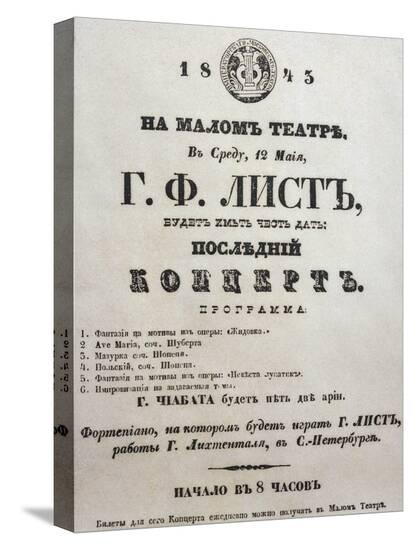 18 43
НА МАЛОМЪ ТЕАТРѢ.
Въ Среду, 12 Маія,
Г. Ф. ЛИСТЪ,
БУДЕТЪ ИМѢТЬ ЧЕСТЬ ДАТЬ:
ПОСЛѢДНІЙ
КОНЦЕРТЪ.
ПРОГРАММА:
1. Фантазія на мотивы изъ оперы: «Жидовка.»
2 Ave Maria, соч. Шуберта
3. Мазурка соч. Шопена.
4. Польскій, соч. Шопена.
5. Фантазія на мотивы изъ оперы: «Невѣста лунатикъ.»
6. Импровизація на задаваемыя темы.
Г. ЧІАБАТА будетъ пѣть двѣ аріи.
Фортепіано, на которомъ будетъ играть Г. ЛИСТЪ,
работы Г. Лихтенталя, въ С.-Петербургѣ.
НАЧАЛО ВЪ 8 ЧАСОВЪ
Билеты для сего Концерта ежедневно можно получать въ Маломъ Театрѣ.